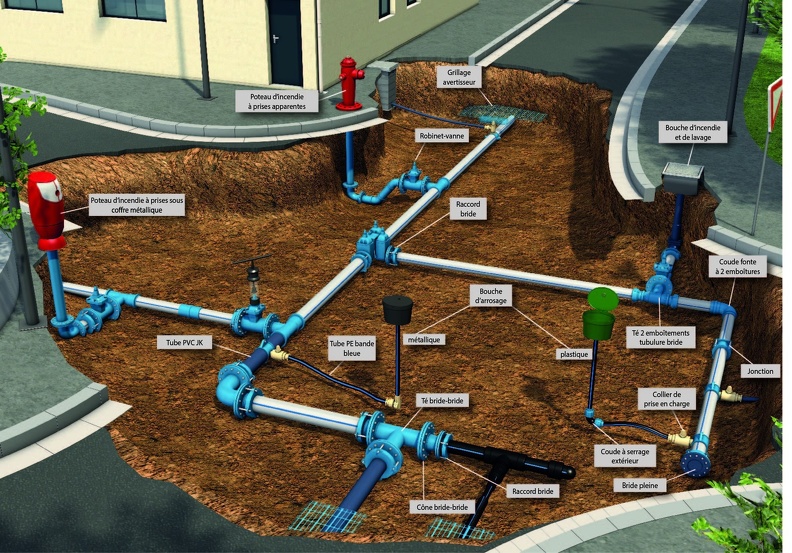 Grillage
avertisseur
Poteau d'incendie
à prises apparentes
Robinet-vanne
Bouche d'incendie
et de lavage
Poteau d'incendie à prises sous
coffre métallique
Raccord
bride
Coude fonte
à 2 emboîtures
Bouche
d'arrosage
métallique
plastique
Tube PVC JK
Tube PE bande
bleue
Té 2 emboîtements
tubulure bride
Jonction
Té bride-bride
Collier de
prise en charge
Coude à serrage
extérieur
Bride pleine
Raccord bride
Cône bride-bride